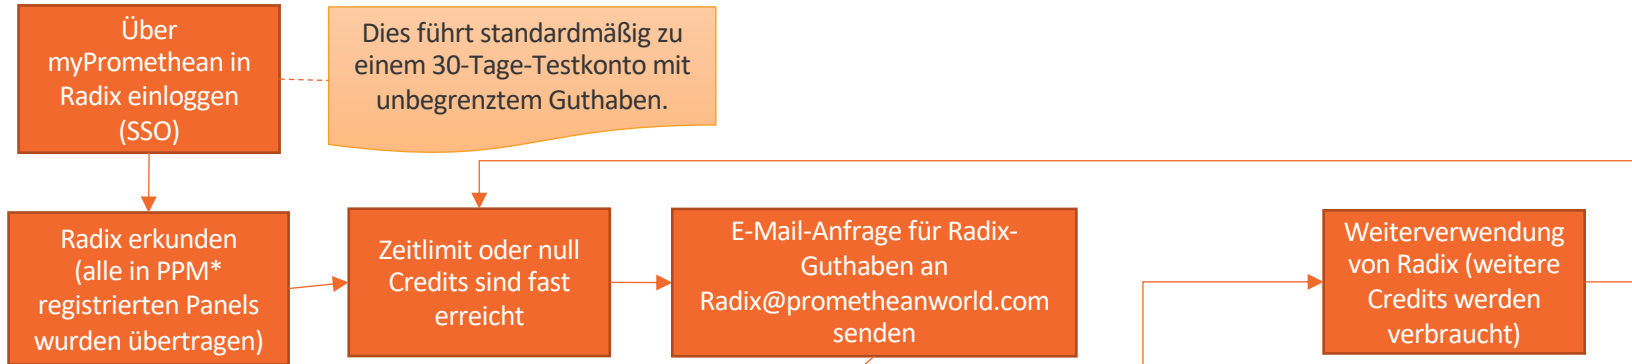 Über
myPromethean in
Radix einloggen
(SSO)
Dies führt standardmäßig zu
einem 30-Tage-Testkonto mit
unbegrenztem Guthaben.
Radix erkunden
(alle in PPM*
registrierten Panels
wurden übertragen)
Zeitlimit oder null
Credits sind fast
erreicht
E-Mail-Anfrage für Radix-
Guthaben an
Radix@prometheanworld.com
senden
Weiterverwendung
von Radix (weitere
Credits werden
verbraucht)